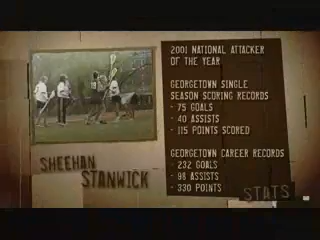 2001 NATIONAL ATTACKER
OF THE YEAR
GEORGETOWN SINGLE
SEASON SCORING RECORDS
- 75 GOALS
- 40 ASSISTS
- 115 POINTS SCORED
GEORGETOWN CAREER RECORDS
- 232 GOALS
- 98 ASSISTS
- 330 POINTS
SHEEHAN
STANWICK
STATS